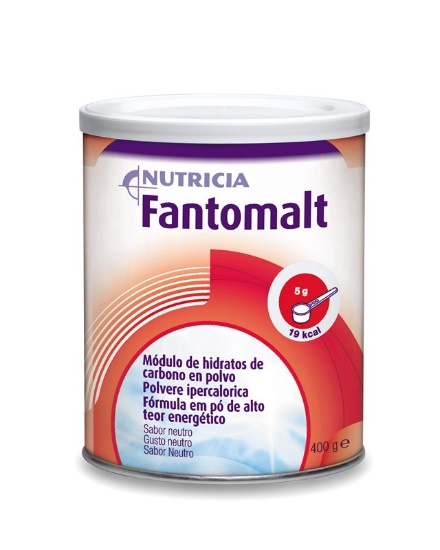 NUTRICIA
Fantomalt
5 g
19 kcal
Módulo de hidratos de
carbono en polvo
Polvere ipercalorica
Fórmula em pó de alto
teor energético
Sabor neutro
Gusto neutro
Sabor Neutro
400 g e